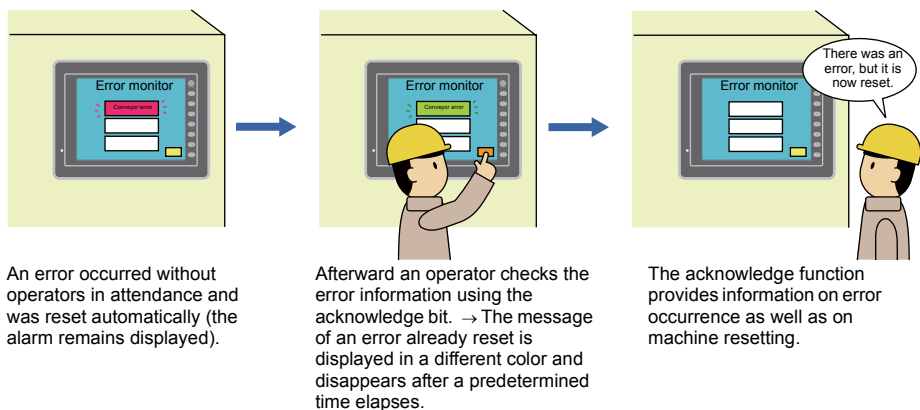 Error monitor
Conveyor error
Error monitor
Conveyor error
Error monitor
There was an
error, but it is
now reset.
An error occurred without
operators in attendance and
was reset automatically (the
alarm remains displayed).
Afterward an operator checks the
error information using the
acknowledge bit. → The message
of an error already reset is
displayed in a different color and
disappears after a predetermined
time elapses.
The acknowledge function
provides information on error
occurrence as well as on
machine resetting.